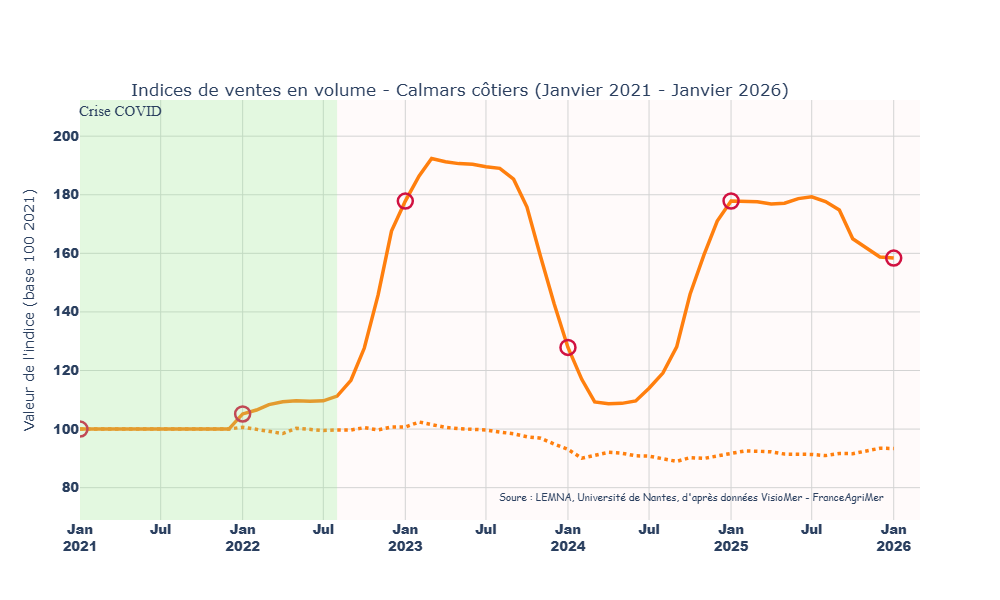 Indices de ventes en volume - Calmars côtiers (Janvier 2021 - Janvier 2026)
Crise COVID
Valeur de l'indice (base 100 2021)
200
180
160
140
120
100
80
Soure : LEMNA, Université de Nantes, d'après données VisioMer - FranceAgriMer
Jan Jul Jan Jul Jan Jul Jan Jul Jan Jul Jan
2021 2022 2023 2024 2025 2026